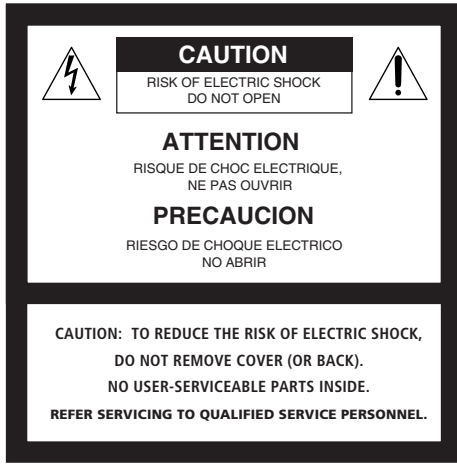 CAUTION
RISK OF ELECTRIC SHOCK
DO NOT OPEN
ATTENTION
RISQUE DE CHOC ELECTRIQUE,
NE PAS OUVRIR
PRECAUCION
RIESGO DE CHOQUE ELECTRICO
NO ABRIR
CAUTION: TO REDUCE THE RISK OF ELECTRIC SHOCK,
DO NOT REMOVE COVER (OR BACK).
NO USER-SERVICEABLE PARTS INSIDE.
REFER SERVICING TO QUALIFIED SERVICE PERSONNEL.